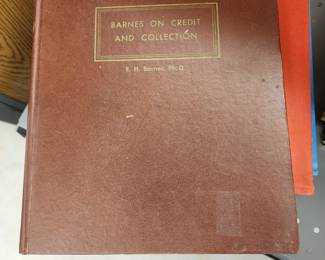 BARNES ON CREDIT
AND COLLECTION
E. H. Barnes, Ph.D.